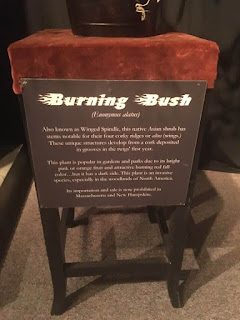 Burning Bush
(Euonymus alatus)
Also known as Winged Spindle, this native Asian shrub has
stems notable for their four corky ridges or alae (wings.)
These unique structures develop from a cork deposited
in grooves in the twigs' first year.
This plant is popular in gardens and parks due to its bright
pink or orange fruit and attractive burning red fall
color....but it has a dark side. This plant is an invasive
species, especially in the woodlands of North America.
Its importation and sale is now prohibited in
Massachusetts and New Hampshire.